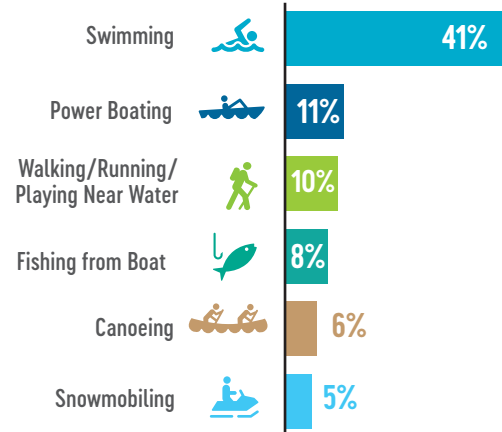 Swimming
41%
Power Boating
11%
Walking/Running/
Playing Near Water
10%
Fishing from Boat
8%
Canoeing
6%
Snowmobiling
5%